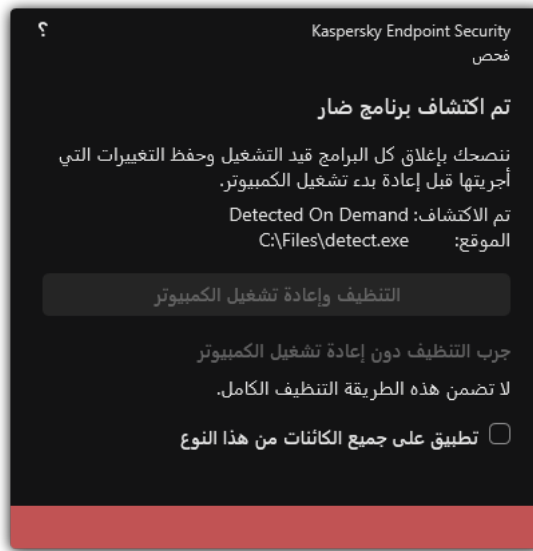 Kaspersky Endpoint Security
؟
فحص
تم اكتشاف برنامج ضار
ننصحك بإغلاق كل البرامج قيد التشغيل وحفظ التغييرات التي
أجريتها قبل إعادة بدء تشغيل الكمبيوتر.
تم الاكتشاف: Detected On Demand
الموقع: C:\Files\detect.exe
التنظيف وإعادة تشغيل الكمبيوتر
جرب التنظيف دون إعادة تشغيل الكمبيوتر
لا تضمن هذه الطريقة التنظيف الكامل.
تطبيق على جميع الكائنات من هذا النوع